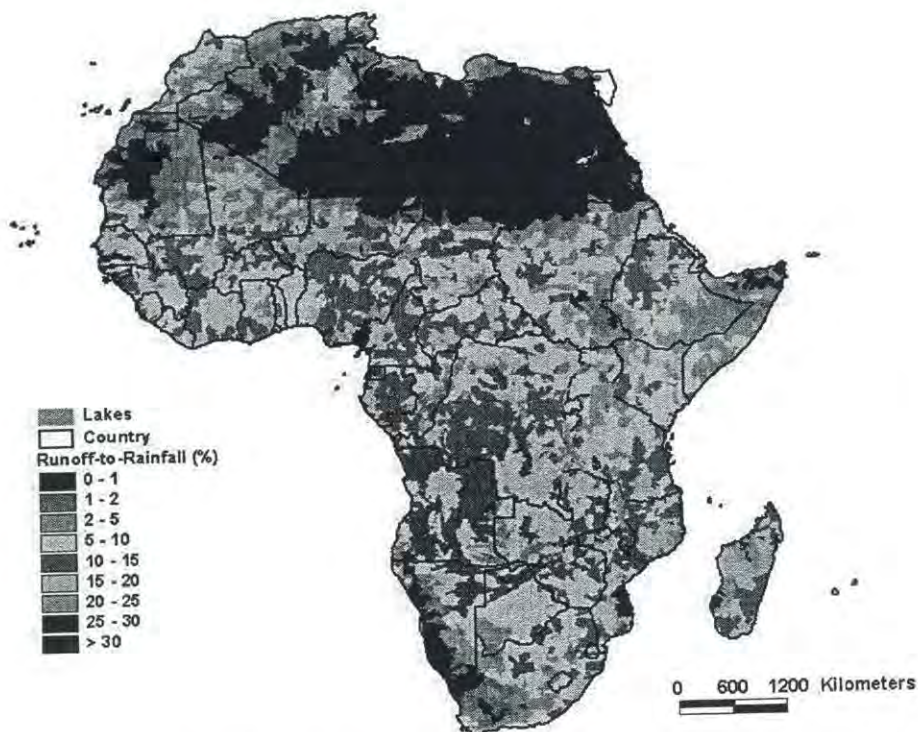 Lakes
Country
Runoff-to-Rainfall (%)
0 - 1
1 - 2
2 - 5
5 - 10
10 - 15
15 - 20
20 - 25
25 - 30
> 30
0 600 1200 Kilometers